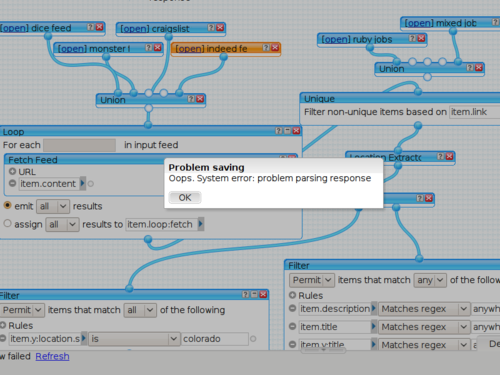 response
[open] dice feed
[open] craigslist
[open] mixed job
[open] monster f
[open] indeed fe
[open] ruby jobs
Union
Union
Unique
Filter non-unique items based on item.link
Loop
For each in input feed
Fetch Feed
URL
item.content
emit all results
assign all results to item.loop:fetch
Location Extracto
Problem saving
Oops. System error: problem parsing response
OK
Filter
Permit items that match all of the following
Rules
item.y:location.s is colorado
Filter
Permit items that match any of the follow
Rules
item.description Matches regex anywh
item.title Matches regex anywh
item.y:title Matches regex anyw
De
w failed Refresh